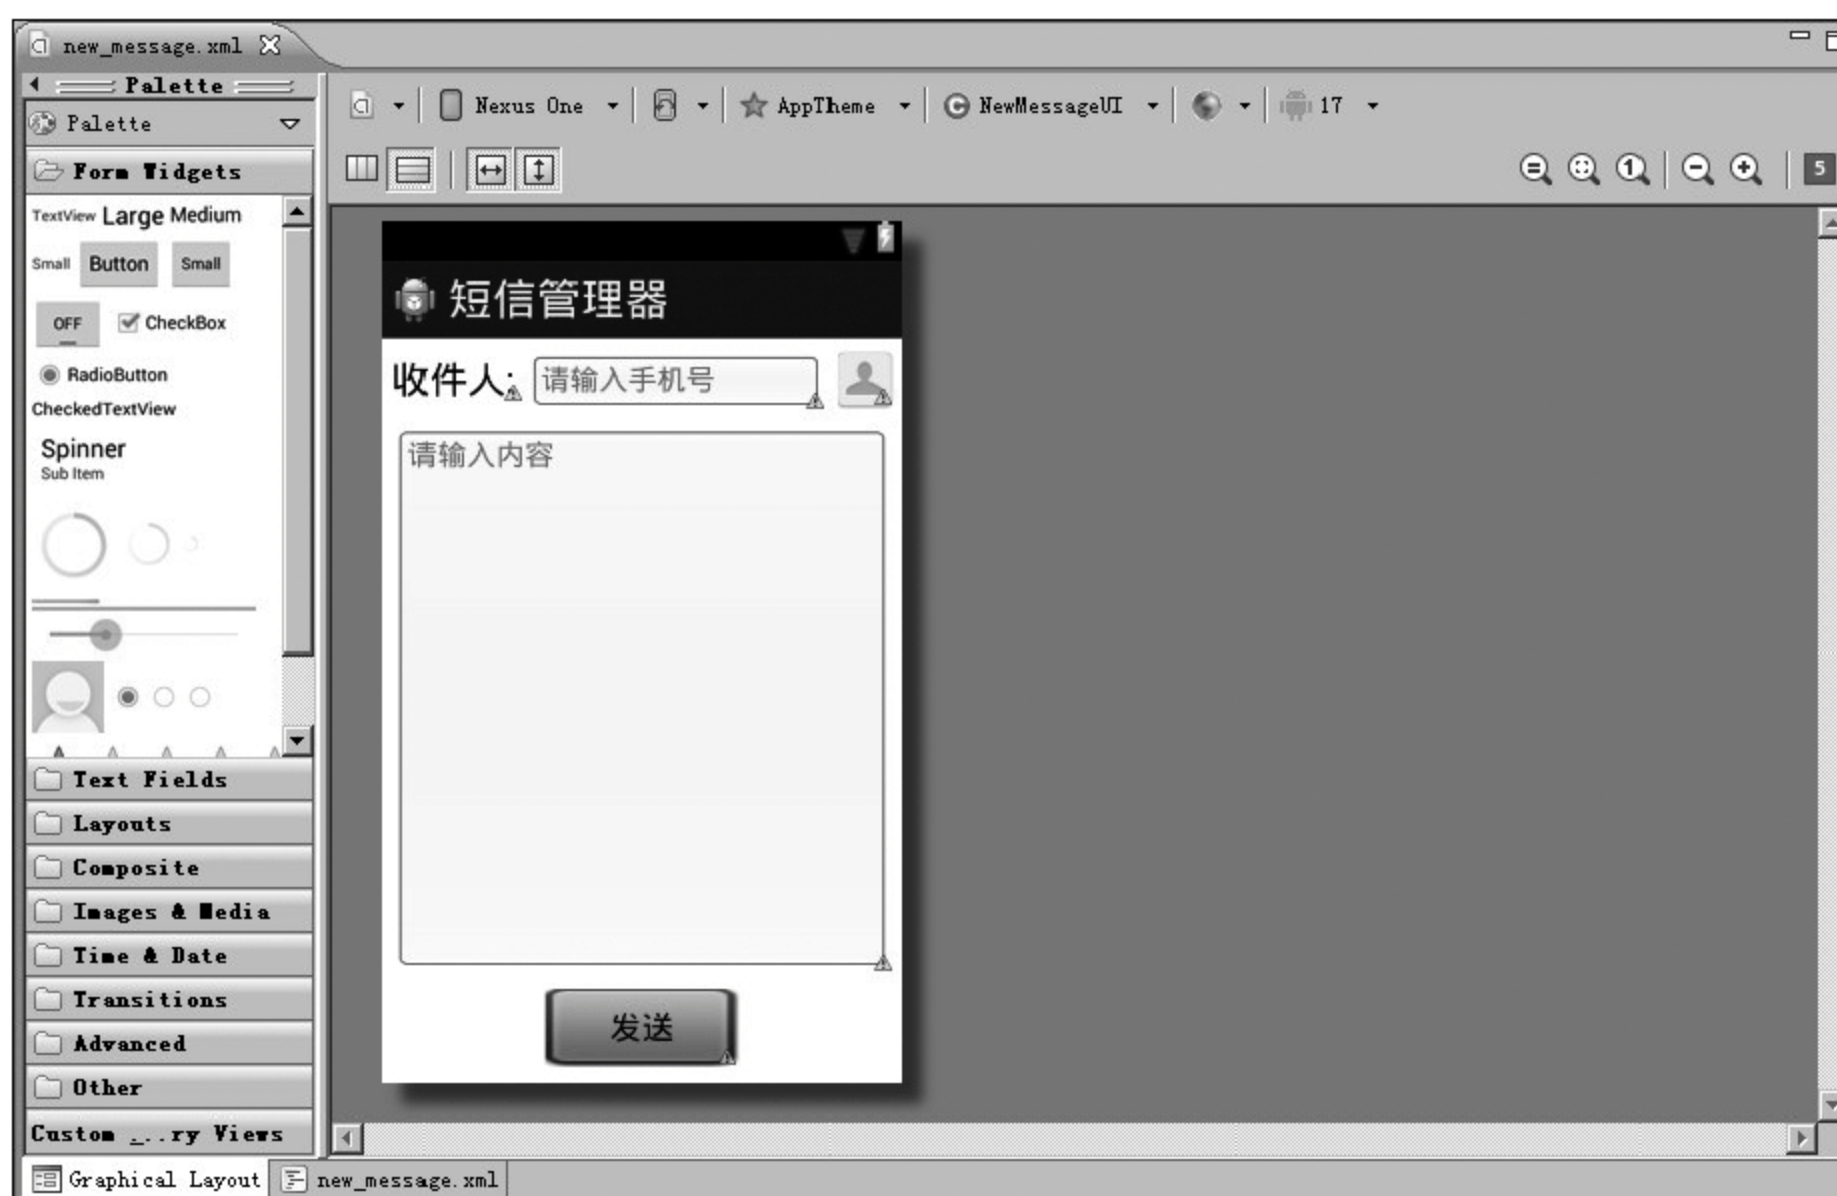 new_message.xml
Palette
Palette
Form Widgets
TextView Large Medium
Small Button Small
OFF CheckBox
RadioButton
CheckedTextView
Spinner
Sub Item
Text Fields
Layouts
Composite
Images & Media
Time & Date
Transitions
Advanced
Other
Custom ...ry Views
Nexus One AppTheme NewMessageUI 17
5
短信管理器
收件人: 请输入手机号
请输入内容
发送
Graphical Layout new_message.xml